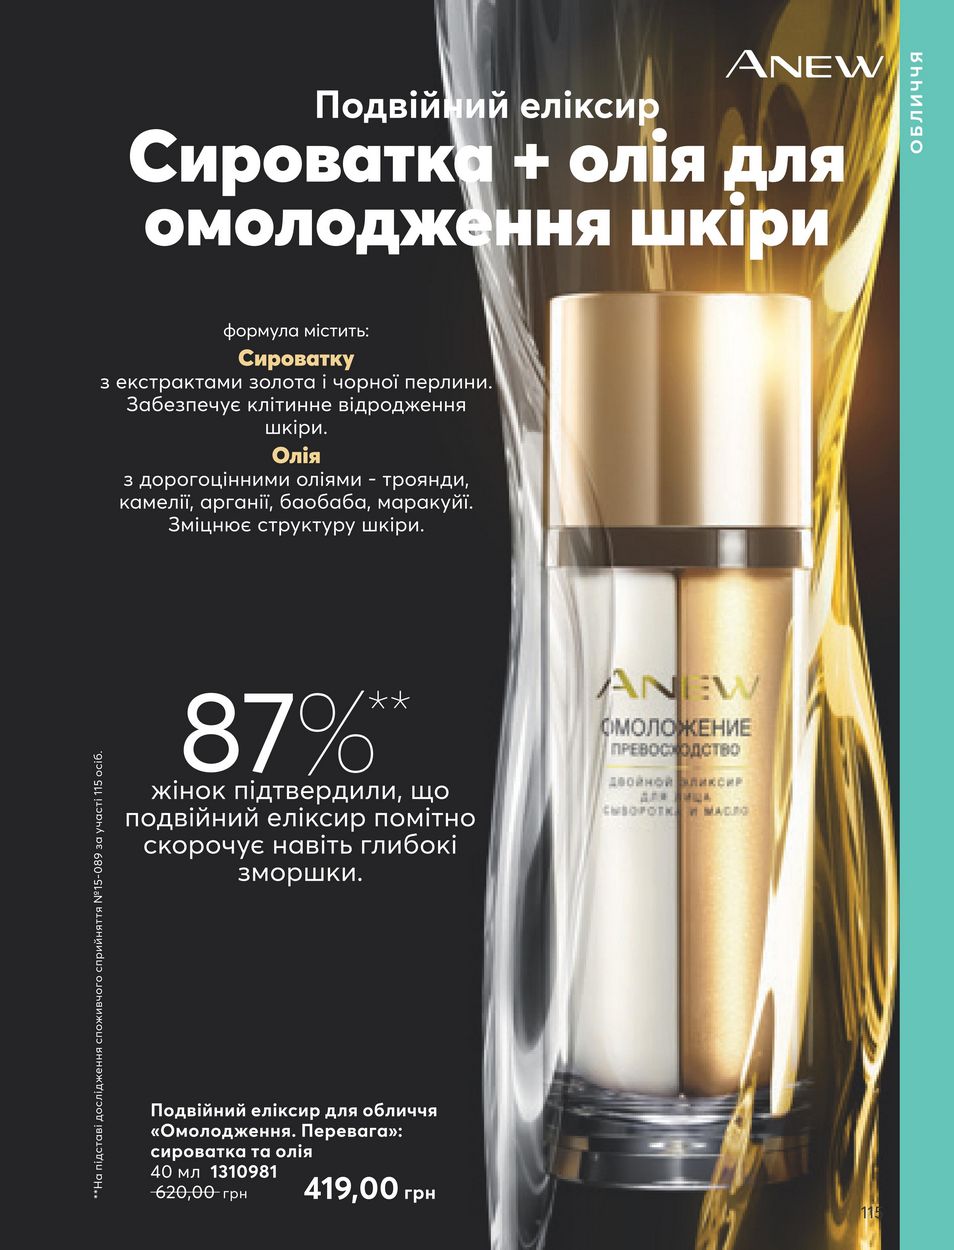 ANEW
ОБЛИЧЧЯ
Подвійний еліксир
Сироватка + олія для
омолодження шкіри
формула містить:
Сироватку
з екстрактами золота і чорної перлини.
Забезпечує клітинне відродження
шкіри.
Олія
з дорогоцінними оліями - троянди,
камелії, арганії, баобаба, маракуйї.
Зміцнює структуру шкіри.
ANEW
ОМОЛОЖЕНИЕ
ПРЕВОСХОДСТВО
ДВОЙНОЙ ЭЛИКСИР
ДЛЯ ЛИЦА
СЫВОРОТКА И МАСЛО
87%**
жінок підтвердили, що
подвійний еліксир помітно
скорочує навіть глибокі
зморшки.
**На підставі дослідження споживчого сприйняття №15-089 за участі 115 осіб.
Подвійний еліксир для обличчя
«Омолодження. Перевага»:
сироватка та олія
40 мл 1310981
620,00 грн 419,00 грн
115